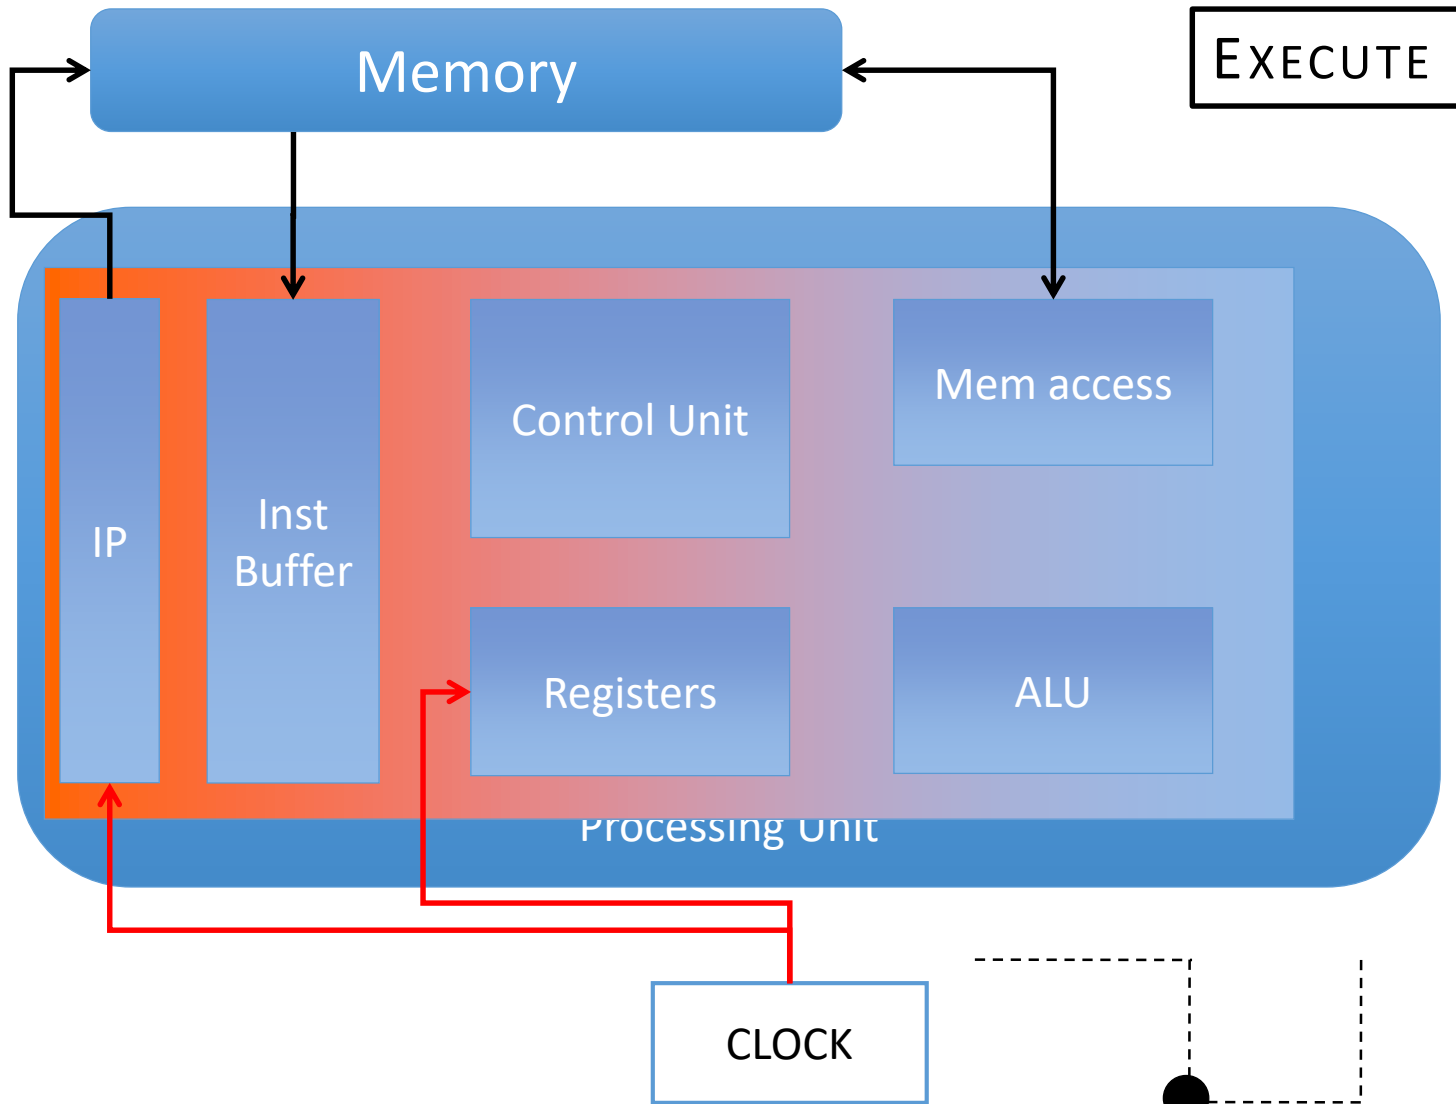 Memory
EXECUTE
Mem access
Control Unit
Inst
Buffer
IP
Registers
ALU
Processing Unit
CLOCK